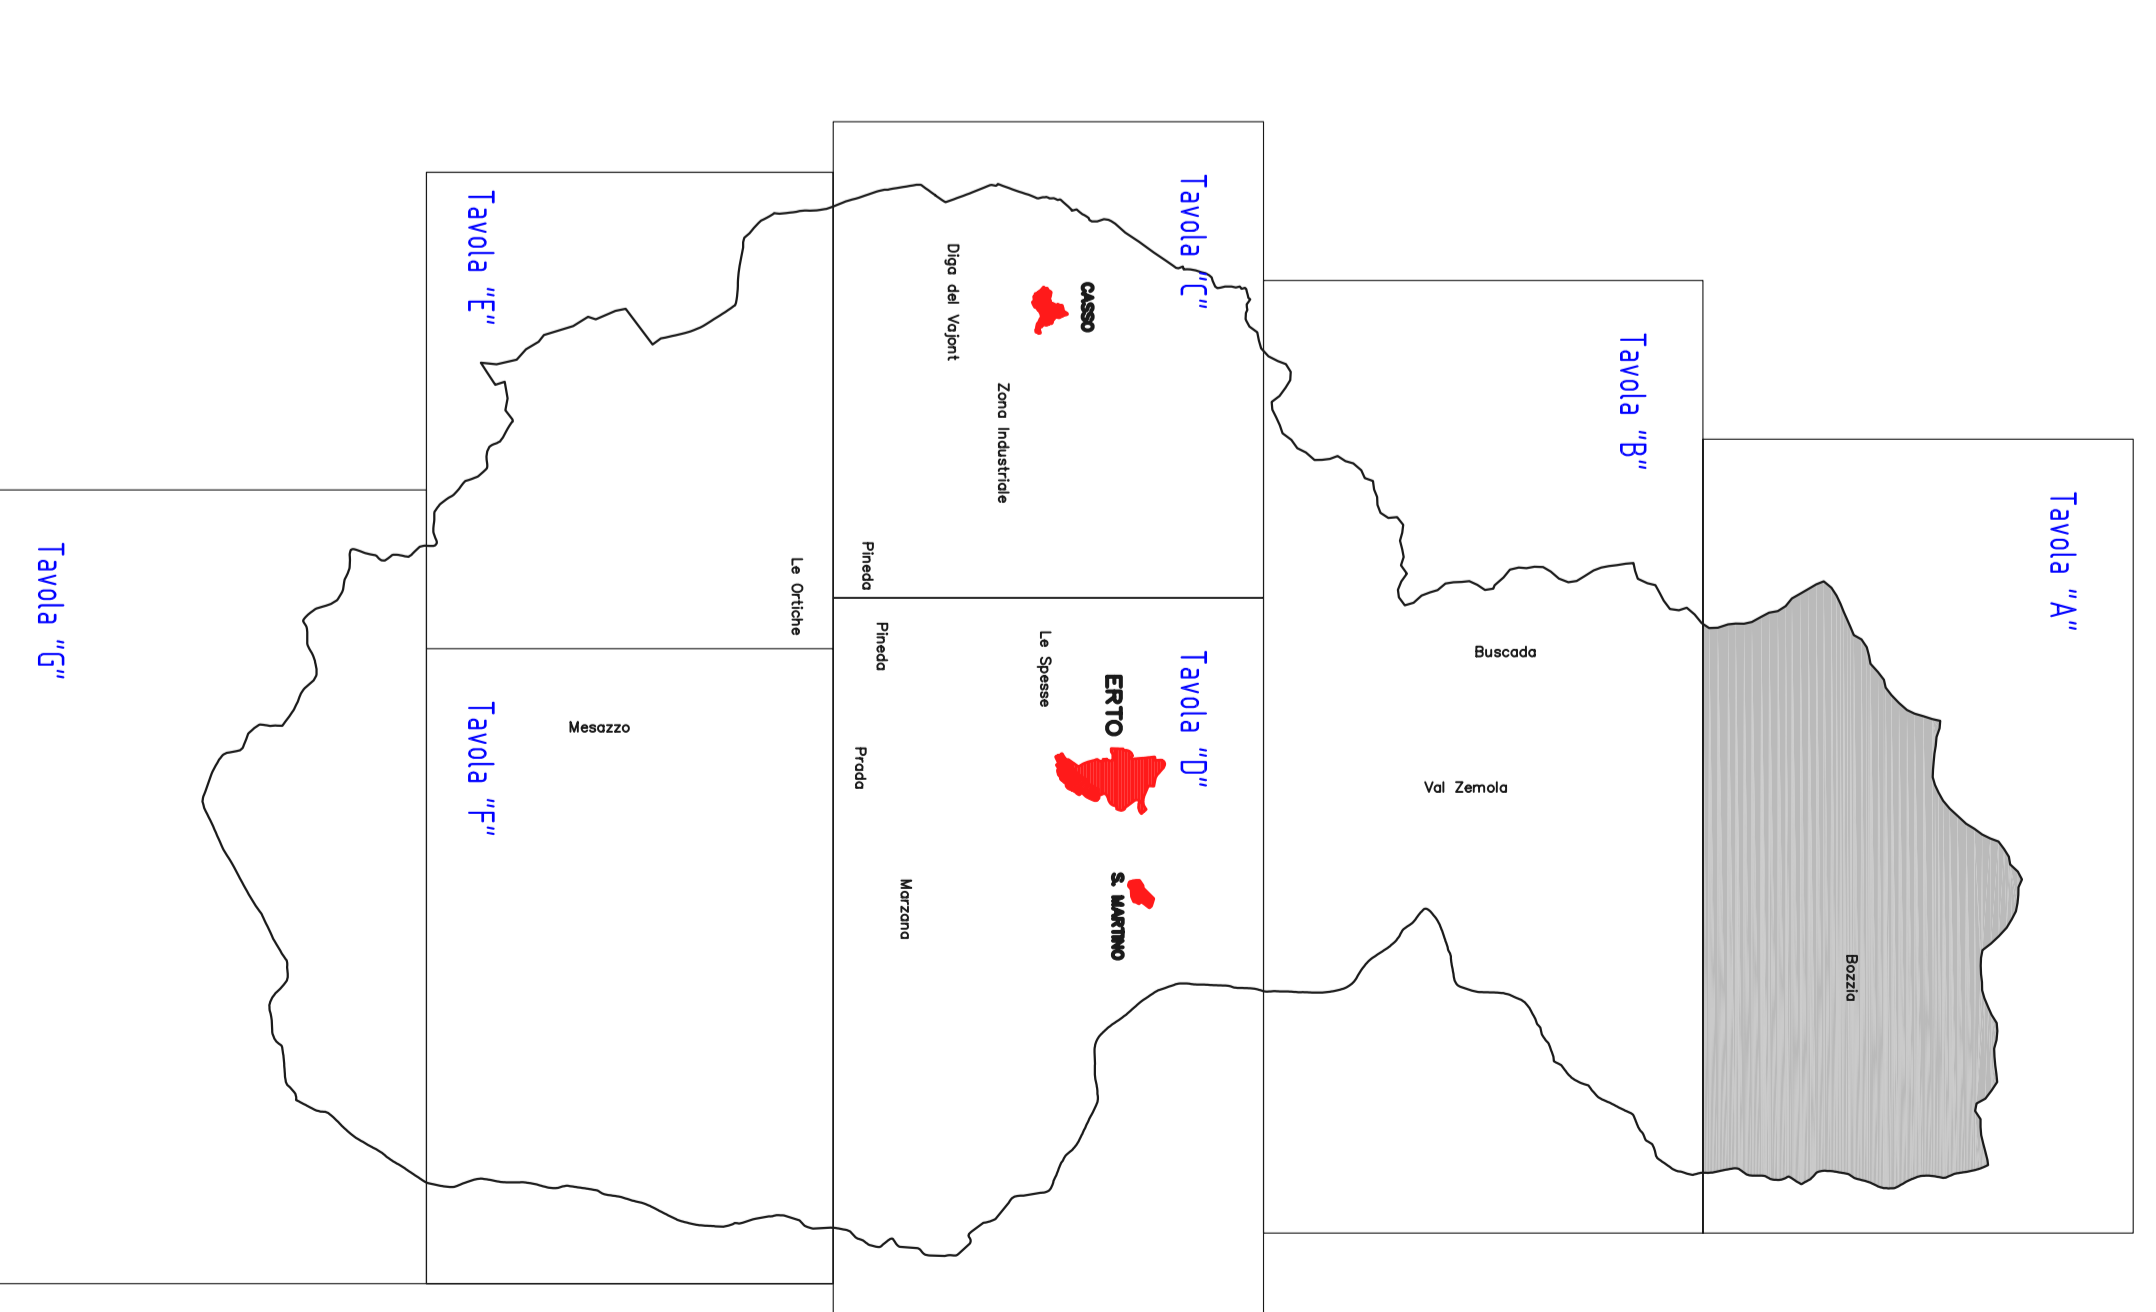 Tavola "A"
Bozzia
Tavola "B"
Buscada
Val Zemola
Tavola "C"
CASSO
Diga del Vajont
Zona Industriale
Pineda
Tavola "D"
ERTO
S. MARTINO
Le Spesse
Pineda
Prada
Marzana
Tavola "E"
Le Ortiche
Tavola "F"
Mesazzo
Tavola "G"